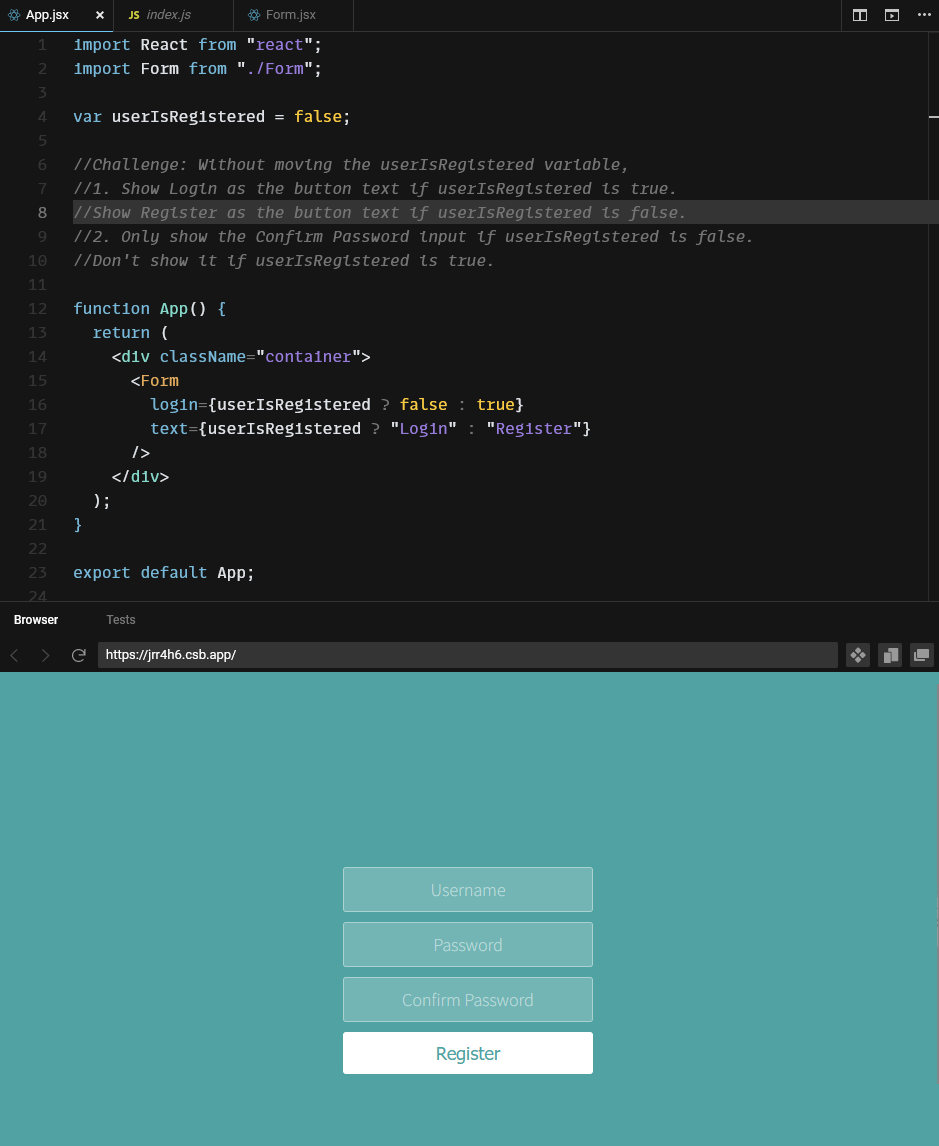 App.jsx
JS index.js
Form.jsx
1 import React from "react";
2 import Form from "./Form";
3
4 var userIsRegistered = false;
5
6 //Challenge: Without moving the userIsRegistered variable,
7 //1. Show Login as the button text if userIsRegistered is true.
8 //Show Register as the button text if userIsRegistered is false.
9 //2. Only show the Confirm Password input if userIsRegistered is false.
10 //Don't show it if userIsRegistered is true.
11
12 function App() {
13 return (
14 <div className="container">
15 <Form
16 login={userIsRegistered ? false : true}
17 text={userIsRegistered ? "Login" : "Register"}
18 />
19 </div>
20 );
21 }
22
23 export default App;
24
Browser Tests
https://jrr4h6.csb.app/
Username
Password
Confirm Password
Register